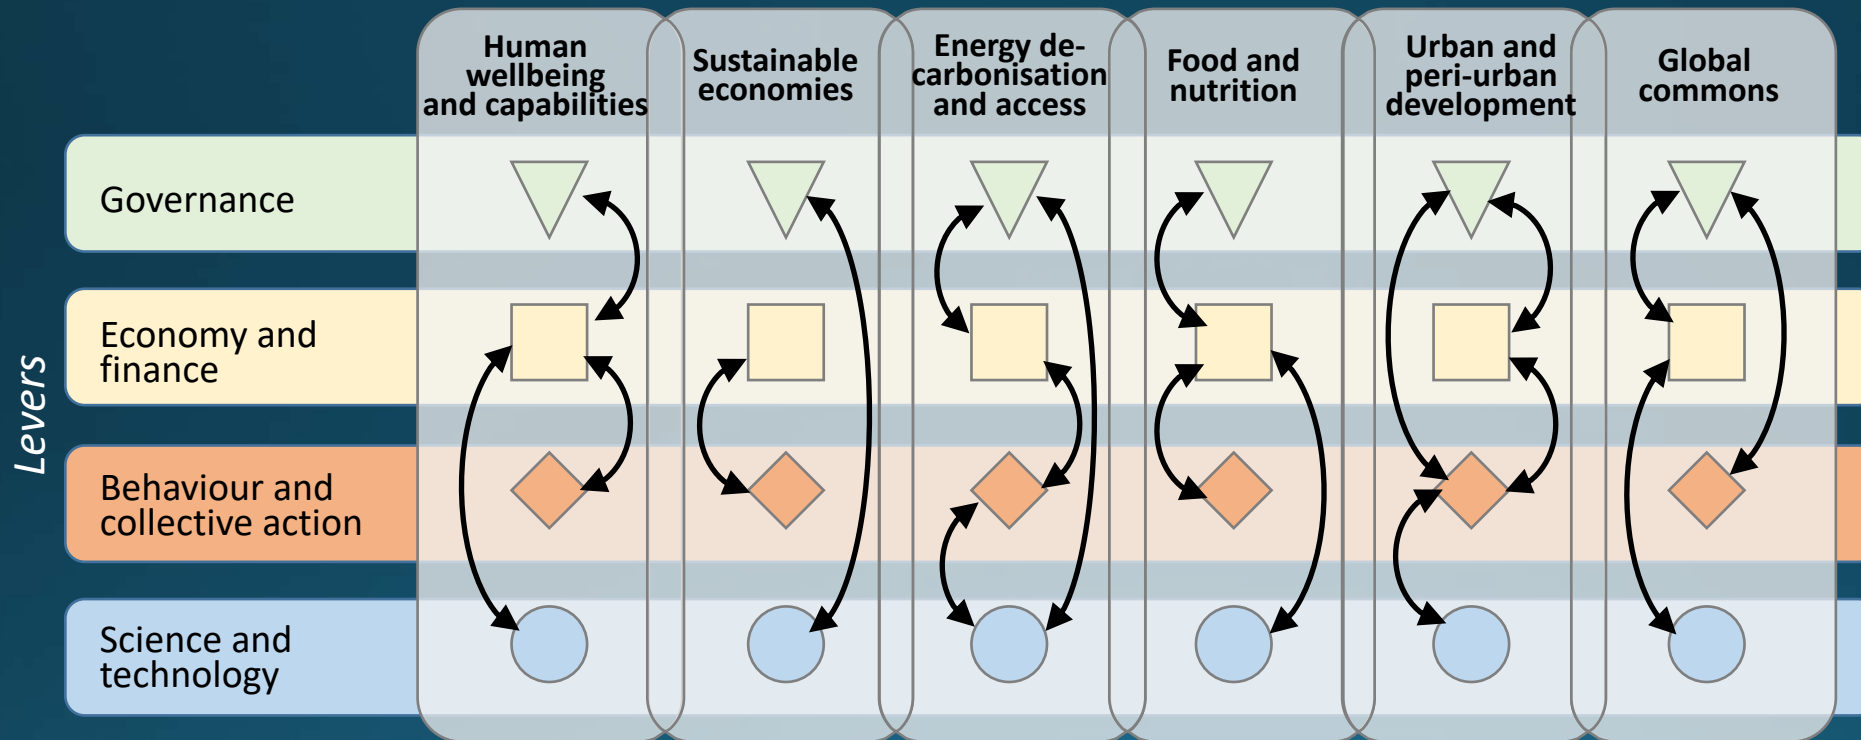 Human
wellbeing
and capabilities
Sustainable
economies
Energy de-
carbonisation
and access
Food and
nutrition
Urban and
peri-urban
development
Global
commons
Levers
Governance
Economy and
finance
Behaviour and
collective action
Science and
technology